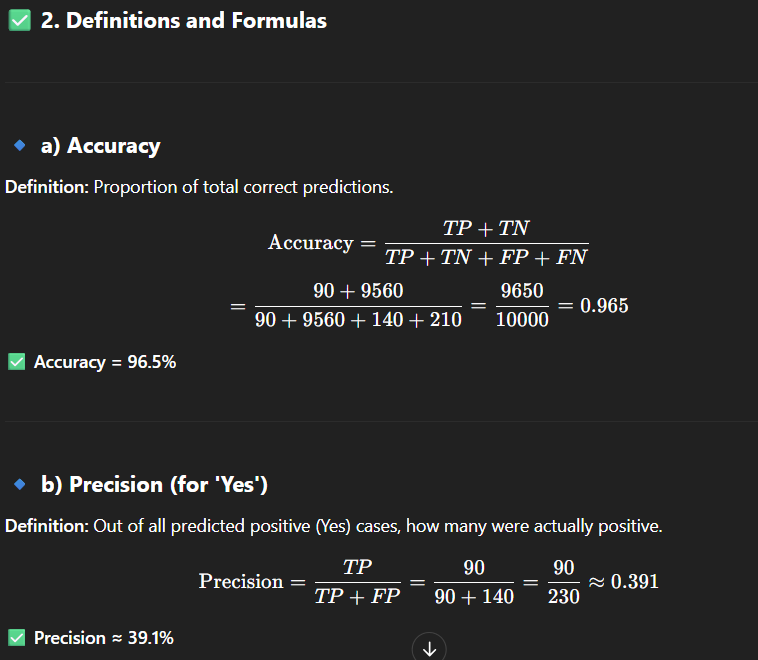 ✅ 2. Definitions and Formulas
🔹 a) Accuracy
Definition: Proportion of total correct predictions.
Accuracy = \frac{TP + TN}{TP + TN + FP + FN}
= \frac{90 + 9560}{90 + 9560 + 140 + 210} = \frac{9650}{10000} = 0.965
✅ Accuracy = 96.5%
🔹 b) Precision (for 'Yes')
Definition: Out of all predicted positive (Yes) cases, how many were actually positive.
Precision = \frac{TP}{TP + FP} = \frac{90}{90 + 140} = \frac{90}{230} ≈ 0.391
✅ Precision ≈ 39.1%